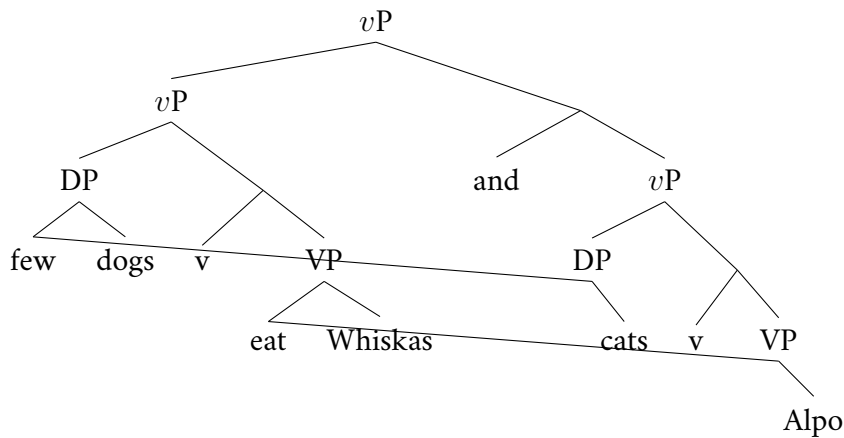 vP
vP
DP and vP
few dogs v VP DP
eat Whiskas cats v VP
Alpo